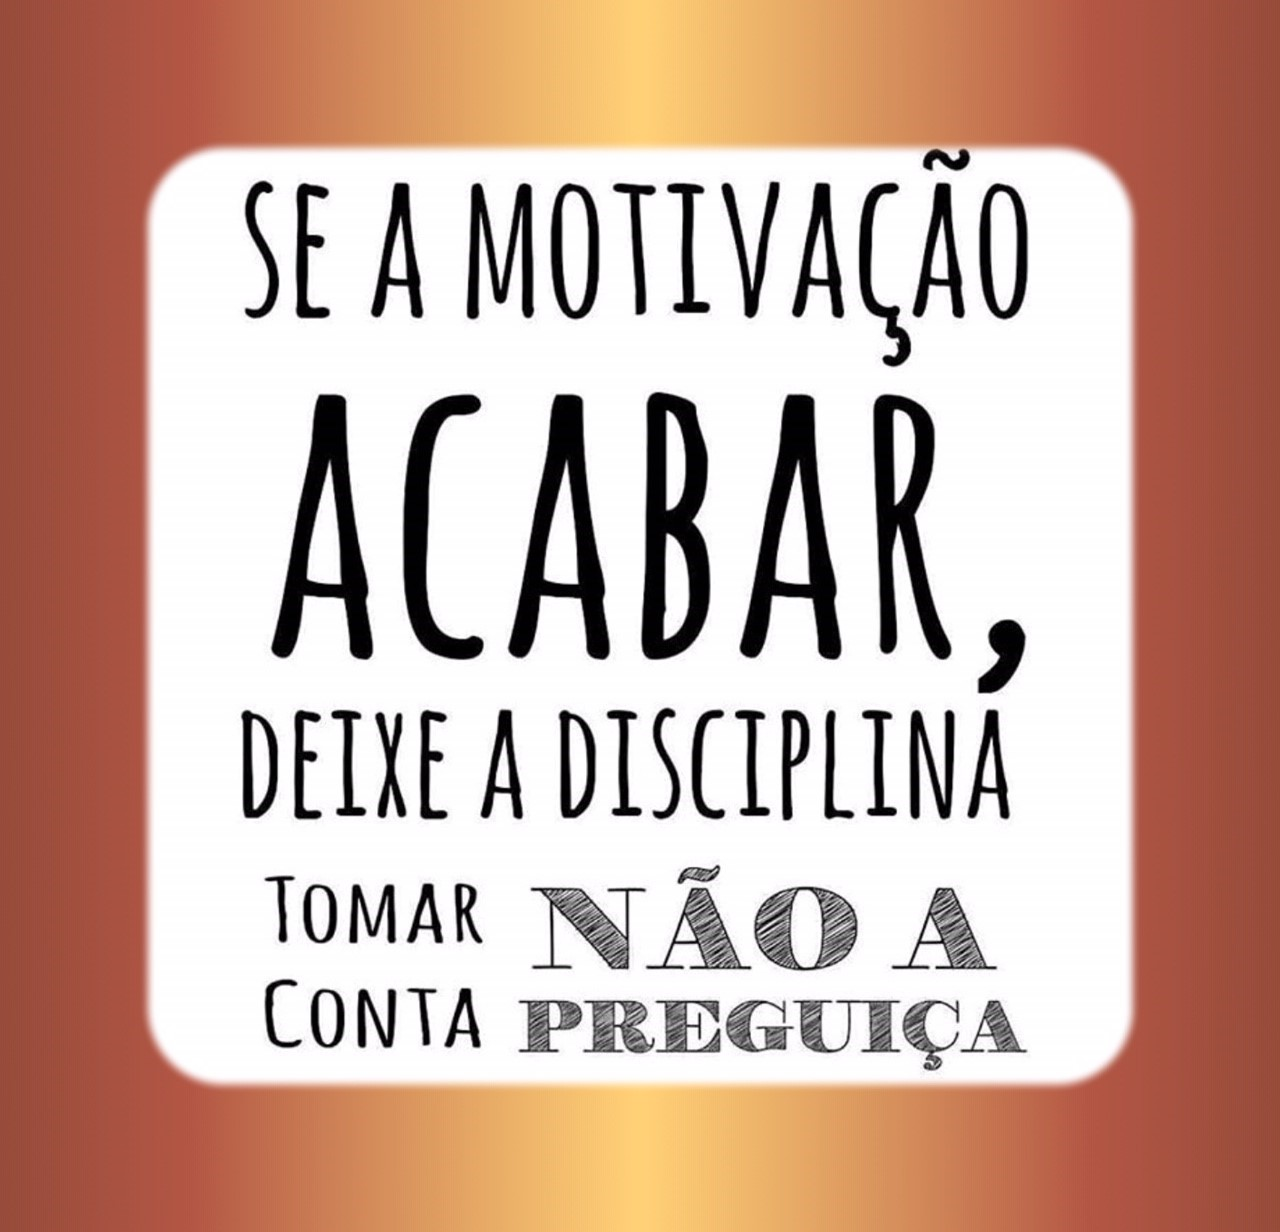 SE A MOTIVAÇÃO
ACABAR,
DEIXE A DISCIPLINA
TOMAR
CONTA
NÃO A
PREGUIÇA